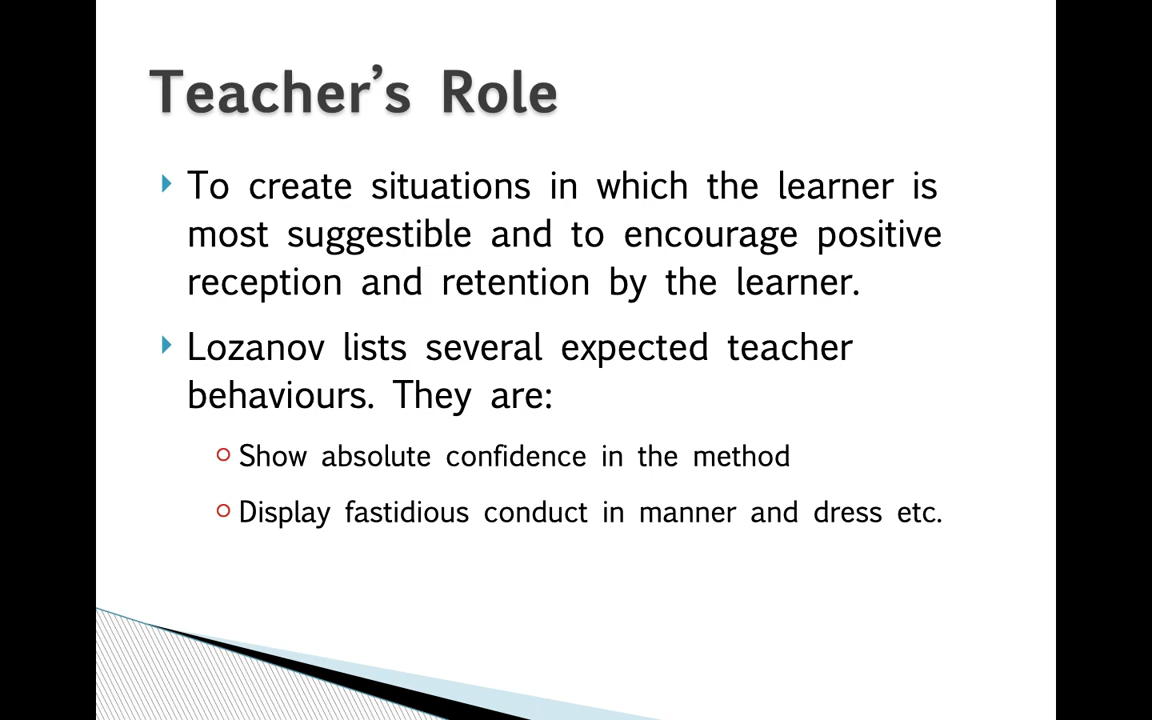 Teacher’s Role
To create situations in which the learner is
most suggestible and to encourage positive
reception and retention by the learner.
Lozanov lists several expected teacher
behaviours. They are:
Show absolute confidence in the method
Display fastidious conduct in manner and dress etc.